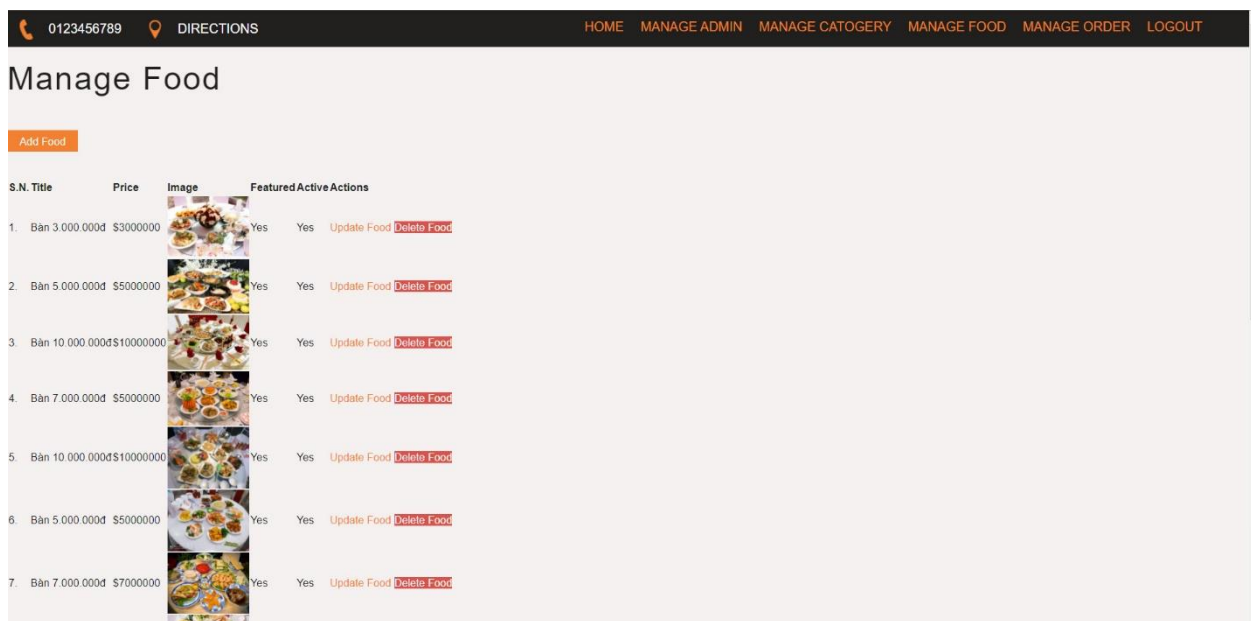 0123456789 DIRECTIONS HOME MANAGE ADMIN MANAGE CATOGERY MANAGE FOOD MANAGE ORDER LOGOUT
Manage Food
Add Food
S.N. Title Price Image Featured Active Actions
1. Bàn 3.000.000đ $3000000 Yes Yes Update Food Delete Food
2. Bàn 5.000.000đ $5000000 Yes Yes Update Food Delete Food
3. Bàn 10.000.000đ $10000000 Yes Yes Update Food Delete Food
4. Bàn 7.000.000đ $5000000 Yes Yes Update Food Delete Food
5. Bàn 10.000.000đ $10000000 Yes Yes Update Food Delete Food
6. Bàn 5.000.000đ $5000000 Yes Yes Update Food Delete Food
7. Bàn 7.000.000đ $7000000 Yes Yes Update Food Delete Food